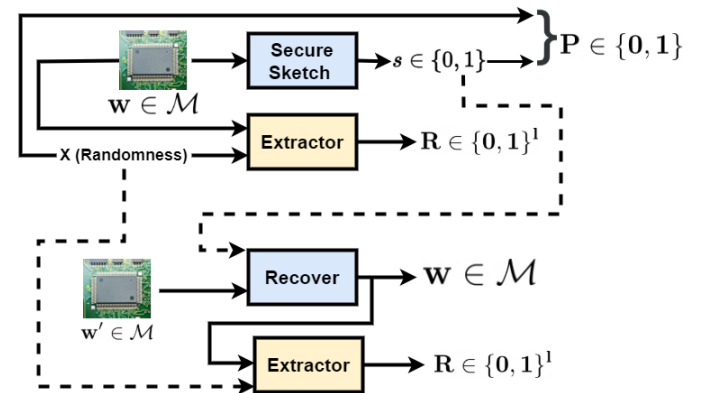 Secure
Sketch
s ∈ {0,1}
P ∈ {0,1}
w ∈ ℳ
Extractor
R ∈ {0,1}^l
X (Randomness)
Recover
w ∈ ℳ
w′ ∈ ℳ
Extractor
R ∈ {0,1}^l